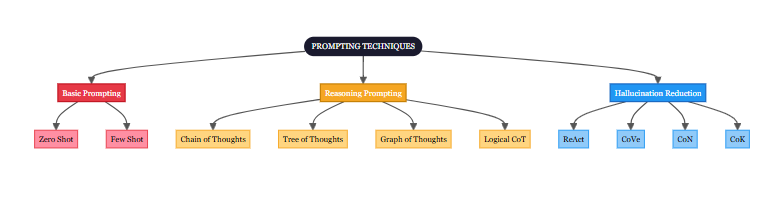 PROMPTING TECHNIQUES
Basic Prompting
Reasoning Prompting
Hallucination Reduction
Zero Shot
Few Shot
Chain of Thoughts
Tree of Thoughts
Graph of Thoughts
Logical CoT
ReAct
CoVe
CoN
CoK